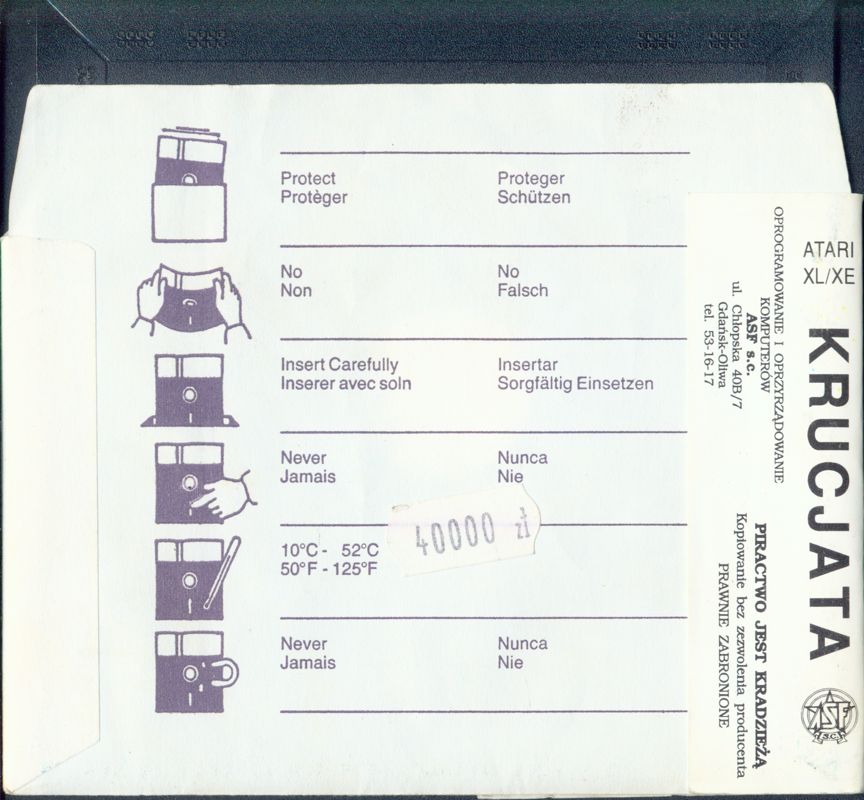 Protect
Protèger
Proteger
Schützen
No
Non
No
Falsch
Insert Carefully
Inserer avec soln
Insertar
Sorgfältig Einsetzen
Never
Jamais
Nunca
Nie
40000 zł
10°C - 52°C
50°F - 125°F
Never
Jamais
Nunca
Nie
ATARI
XL/XE
KRUCJATA
ASF
S.C.
OPROGRAMOWANIE I OPRZYRZĄDOWANIE
KOMPUTERÓW
ASF s.c.
ul. Chłopska 40B/7
Gdańsk-Oliwa
tel. 53-16-17
PIRACTWO JEST KRADZIEŻĄ
Kopiowanie bez zezwolenia producenta
PRAWNIE ZABRONIONE